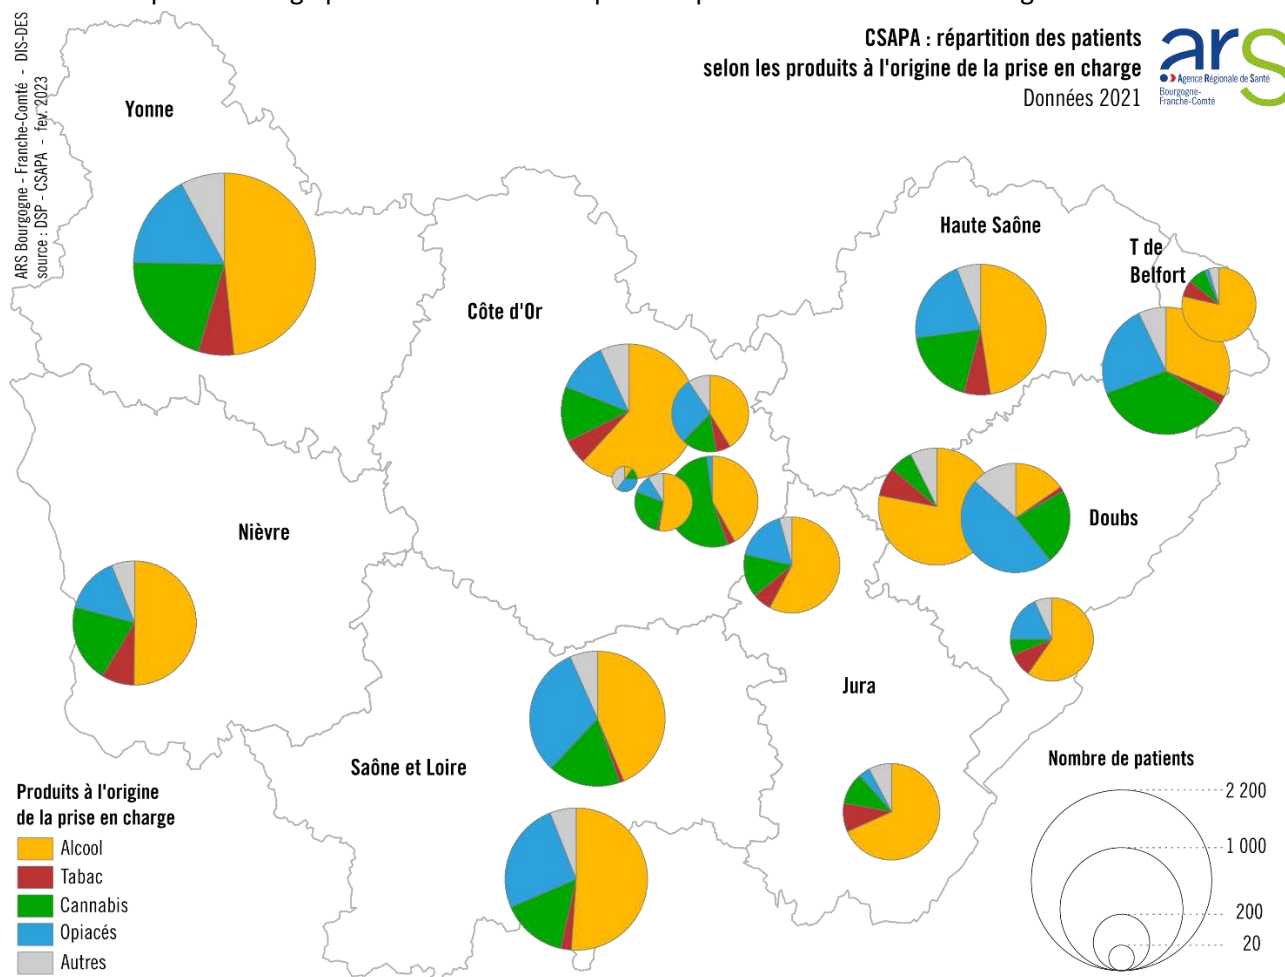 CSAPA : répartition des patients
selon les produits à l'origine de la prise en charge
Données 2021
ars
Agence Régionale de Santé
Bourgogne-
Franche-Comté
ARS Bourgogne - Franche-Comté - DIS-DES
source : DSP - CSAPA - fev. 2023
Yonne
Haute Saône
T de
Belfort
Côte d'Or
Nièvre
Doubs
Jura
Saône et Loire
Produits à l'origine
de la prise en charge
Alcool
Tabac
Cannabis
Opiacés
Autres
Nombre de patients
2 200
1 000
200
20